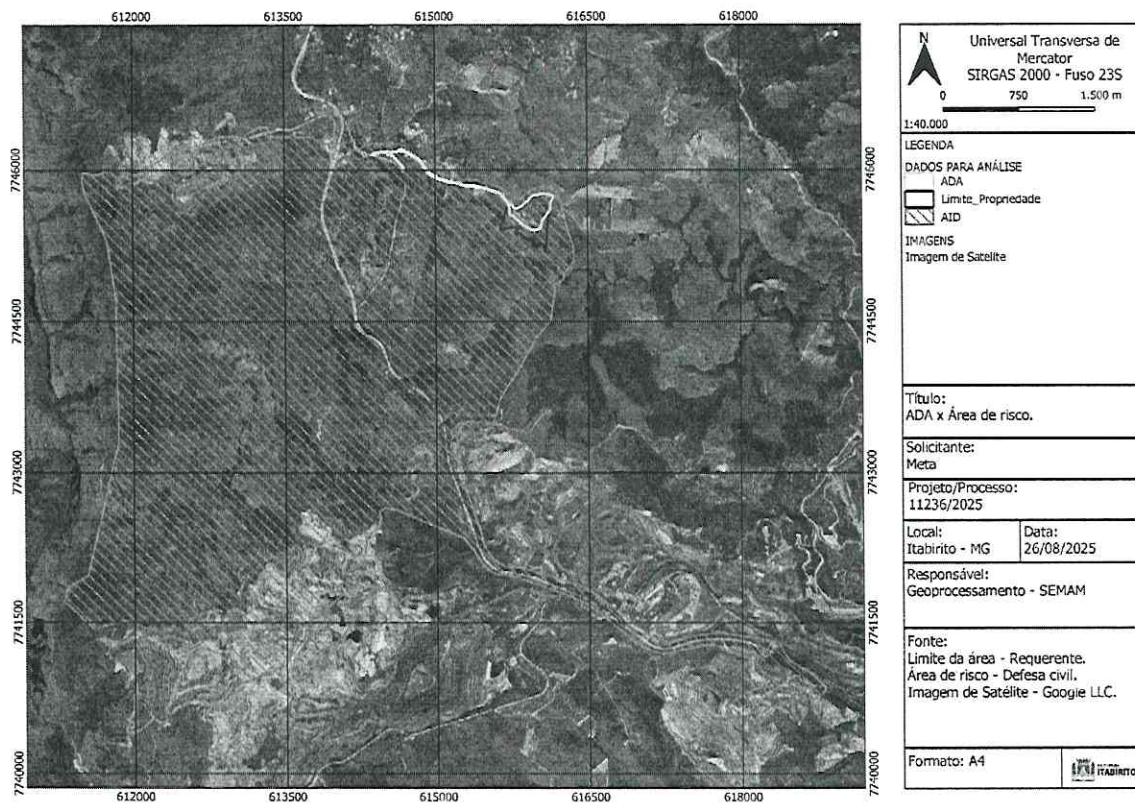 612000 613500 615000 616500 618000
7746000 7746000
7744500 7744500
7743000 7743000
7741500 7741500
7740000 7740000
612000 613500 615000 616500 618000
N
Universal Transversa de
Mercator
SIRGAS 2000 - Fuso 23S
0 750 1.500 m
1:40.000
LEGENDA
DADOS PARA ANÁLISE
ADA
Limite_Propriedade
AID
IMAGENS
Imagem de Satelite
Título:
ADA x Área de risco.
Solicitante:
Meta
Projeto/Processo:
11236/2025
Local:
Itabirito - MG
Data:
26/08/2025
Responsável:
Geoprocessamento - SEMAM
Fonte:
Limite da área - Requerente.
Área de risco - Defesa civil.
Imagem de Satélite - Google LLC.
Formato: A4
ITABIRITO